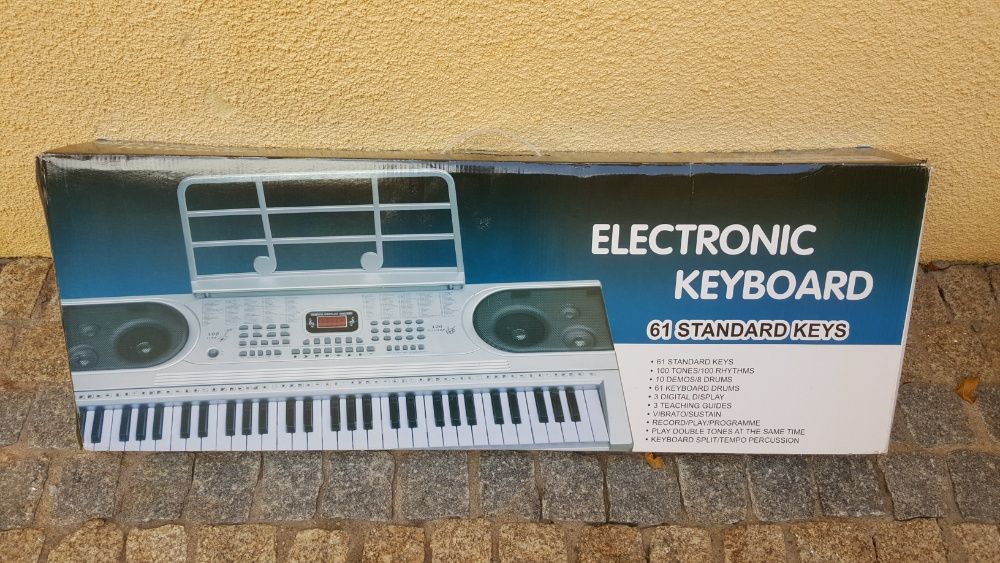 ELECTRONIC
KEYBOARD
61 STANDARD KEYS
• 61 STANDARD KEYS
• 100 TONES/100 RHYTHMS
• 10 DEMOS/8 DRUMS
• 61 KEYBOARD DRUMS
• 3 DIGITAL DISPLAY
• 3 TEACHING GUIDES
• VIBRATO/SUSTAIN
• RECORD/PLAY/PROGRAMME
• PLAY DOUBLE TONES AT THE SAME TIME
• KEYBOARD SPLIT/TEMPO PERCUSSION